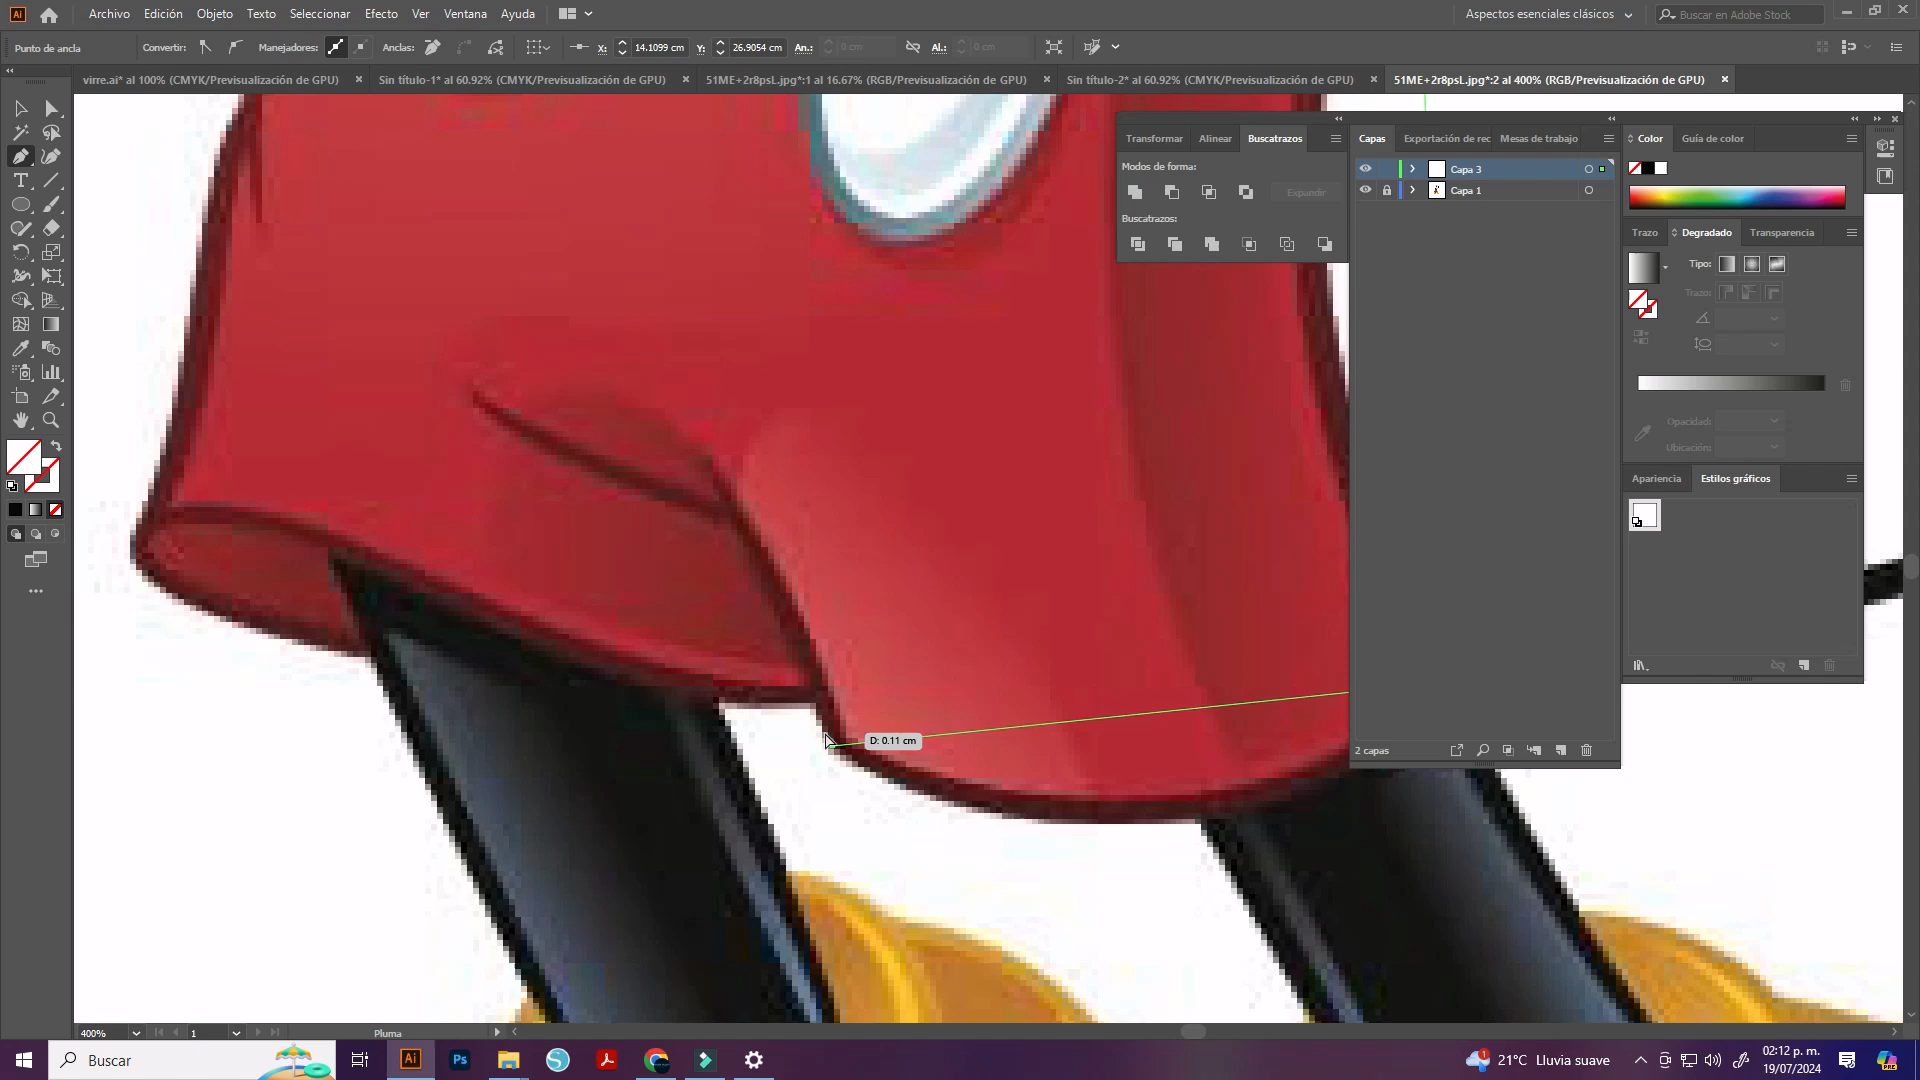 Archivo Edición Objeto Texto Seleccionar Efecto Ver Ventana Ayuda
Aspectos esenciales clásicos
Buscar en Adobe Stock
Punto de ancla
Convertir:
Manejadores:
Anclas:
X: 14.1099 cm
Y: 26.9054 cm
An.: 0 cm
Al.: 0 cm
virre.ai* al 100% (CMYK/Previsualización de GPU)
Sin título-1* al 60.92% (CMYK/Previsualización de GPU)
51ME+2r8psL.jpg*:1 al 16.67% (RGB/Previsualización de GPU)
Sin título-2* al 60.92% (CMYK/Previsualización de GPU)
51ME+2r8psL.jpg*:2 al 400% (RGB/Previsualización de GPU)
Transformar Alinear Buscatrazos
Modos de forma:
Expandir
Buscatrazos:
Capas Exportación de rec Mesas de trabajo
Capa 3
Capa 1
2 capas
Color Guía de color
Trazo Degradado Transparencia
Tipo:
Trazo:
Opacidad:
Ubicación:
Apariencia Estilos gráficos
D: 0.11 cm
400%
1
Pluma
Buscar
21°C Lluvia suave
02:12 p. m.
19/07/2024